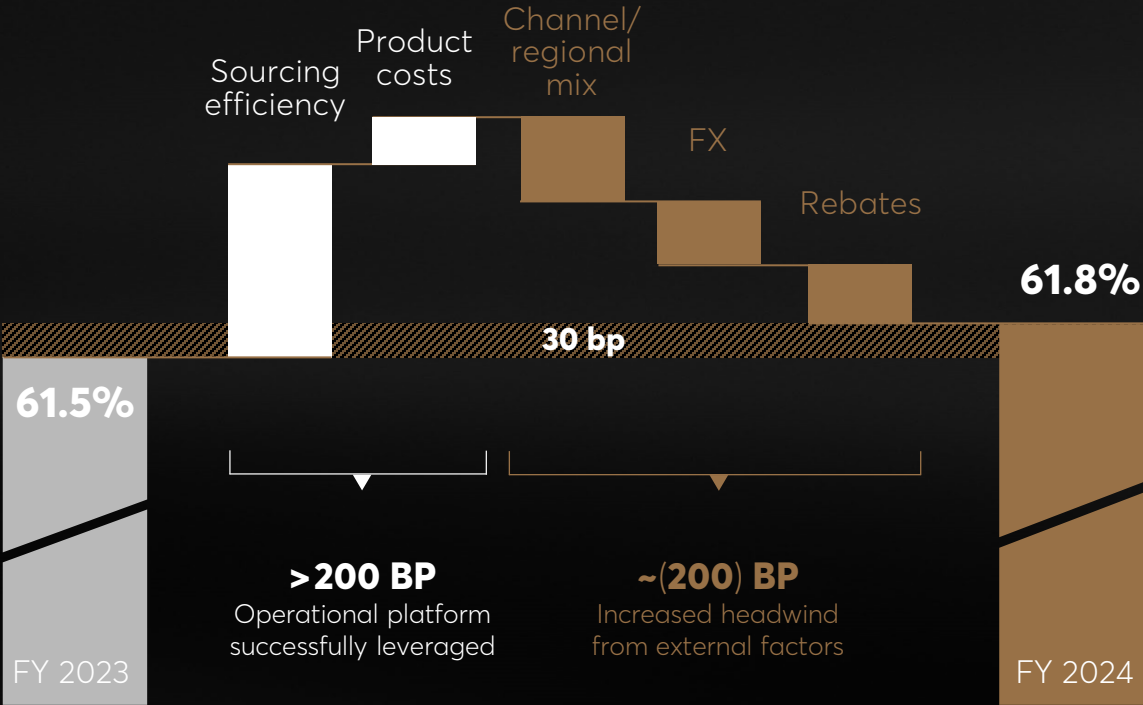 Sourcing
efficiency
Product
costs
Channel/
regional
mix
FX
Rebates
61.8%
30 bp
61.5%
>200 BP
Operational platform
successfully leveraged
~(200) BP
Increased headwind
from external factors
FY 2023
FY 2024